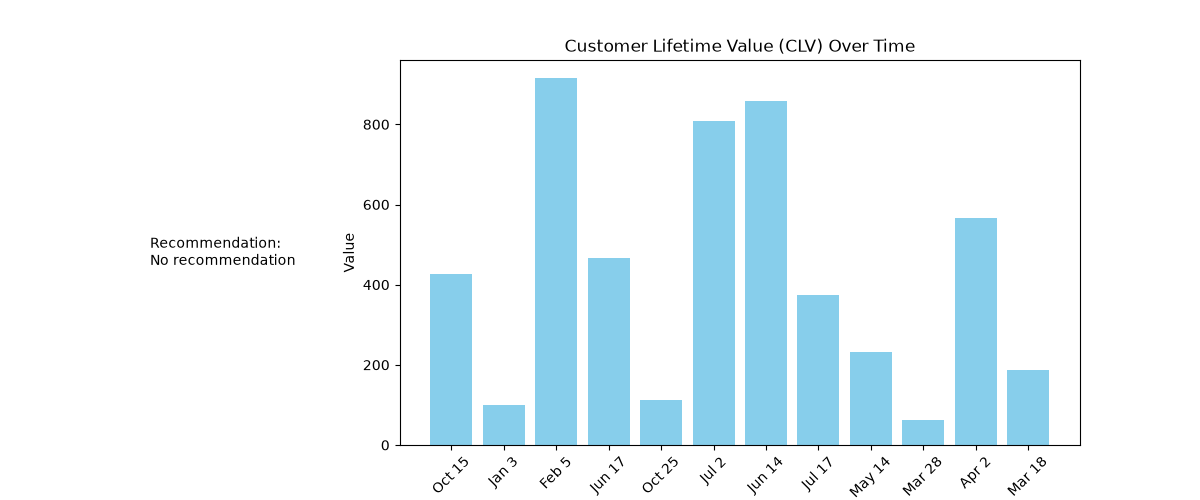 Customer Lifetime Value (CLV) Over Time
Recommendation:
No recommendation
Value
800
600
400
200
0
Oct 15
Jan 3
Feb 5
Jun 17
Oct 25
Jul 2
Jun 14
Jul 17
May 14
Mar 28
Apr 2
Mar 18